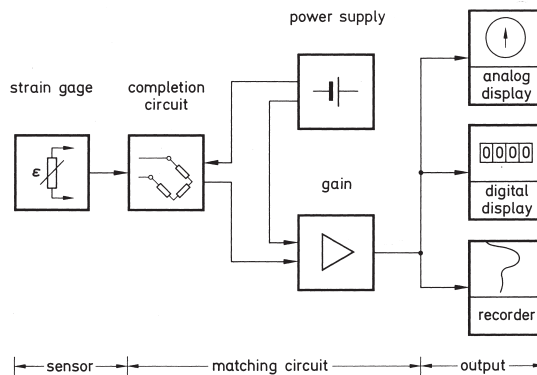 power supply
strain gage
completion
circuit
analog
display
ε
gain
0000
digital
display
recorder
sensor
matching circuit
output